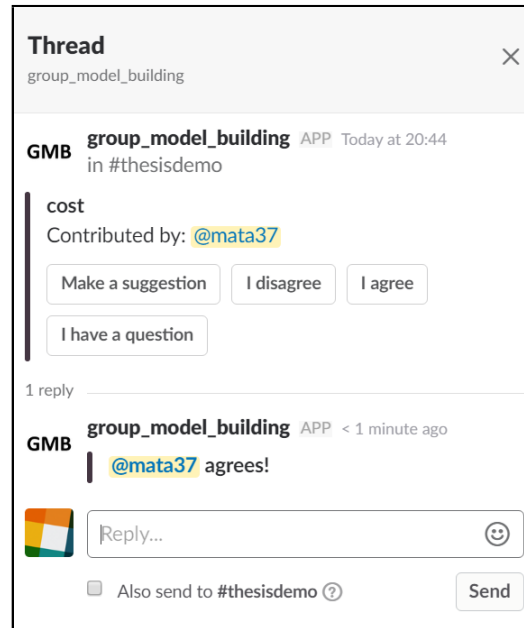 Thread
group_model_building
GMB
group_model_building APP Today at 20:44
in #thesisdemo
cost
Contributed by: @mata37
Make a suggestion I disagree I agree
I have a question
1 reply
GMB
group_model_building APP < 1 minute ago
@mata37 agrees!
Reply...
Also send to #thesisdemo ? Send